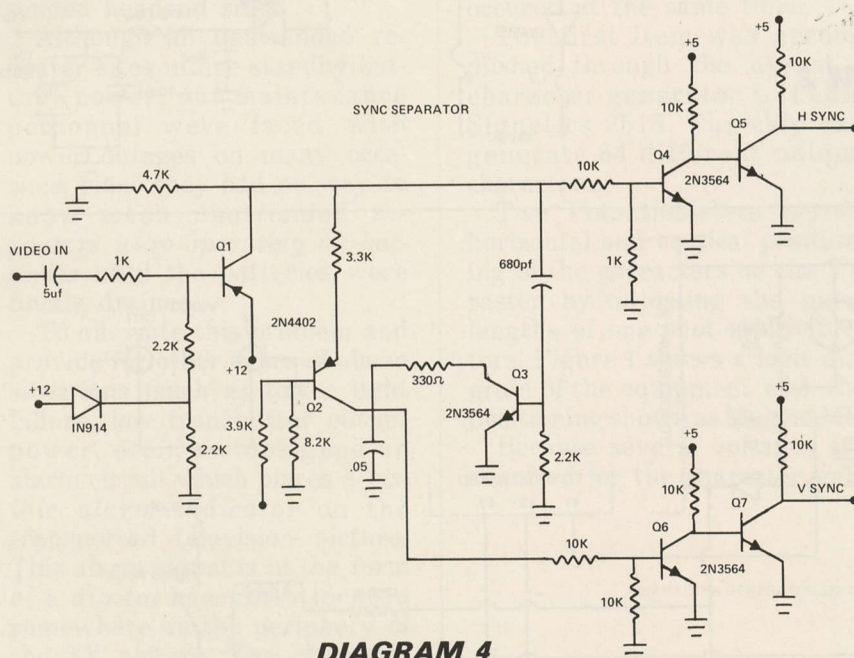 SYNC SEPARATOR
+5
10K
H SYNC
+5
10K
Q5
Q4
2N3564
10K
1K
4.7K
3.3K
680pf
VIDEO IN
5uf
1K
Q1
2N4402
+12
2.2K
+12
IN914
2.2K
3.9K
Q2
8.2K
.05
330Ω
Q3
2N3564
2.2K
+5
10K
V SYNC
+5
10K
Q6
Q7
2N3564
10K
10K
DIAGRAM 4